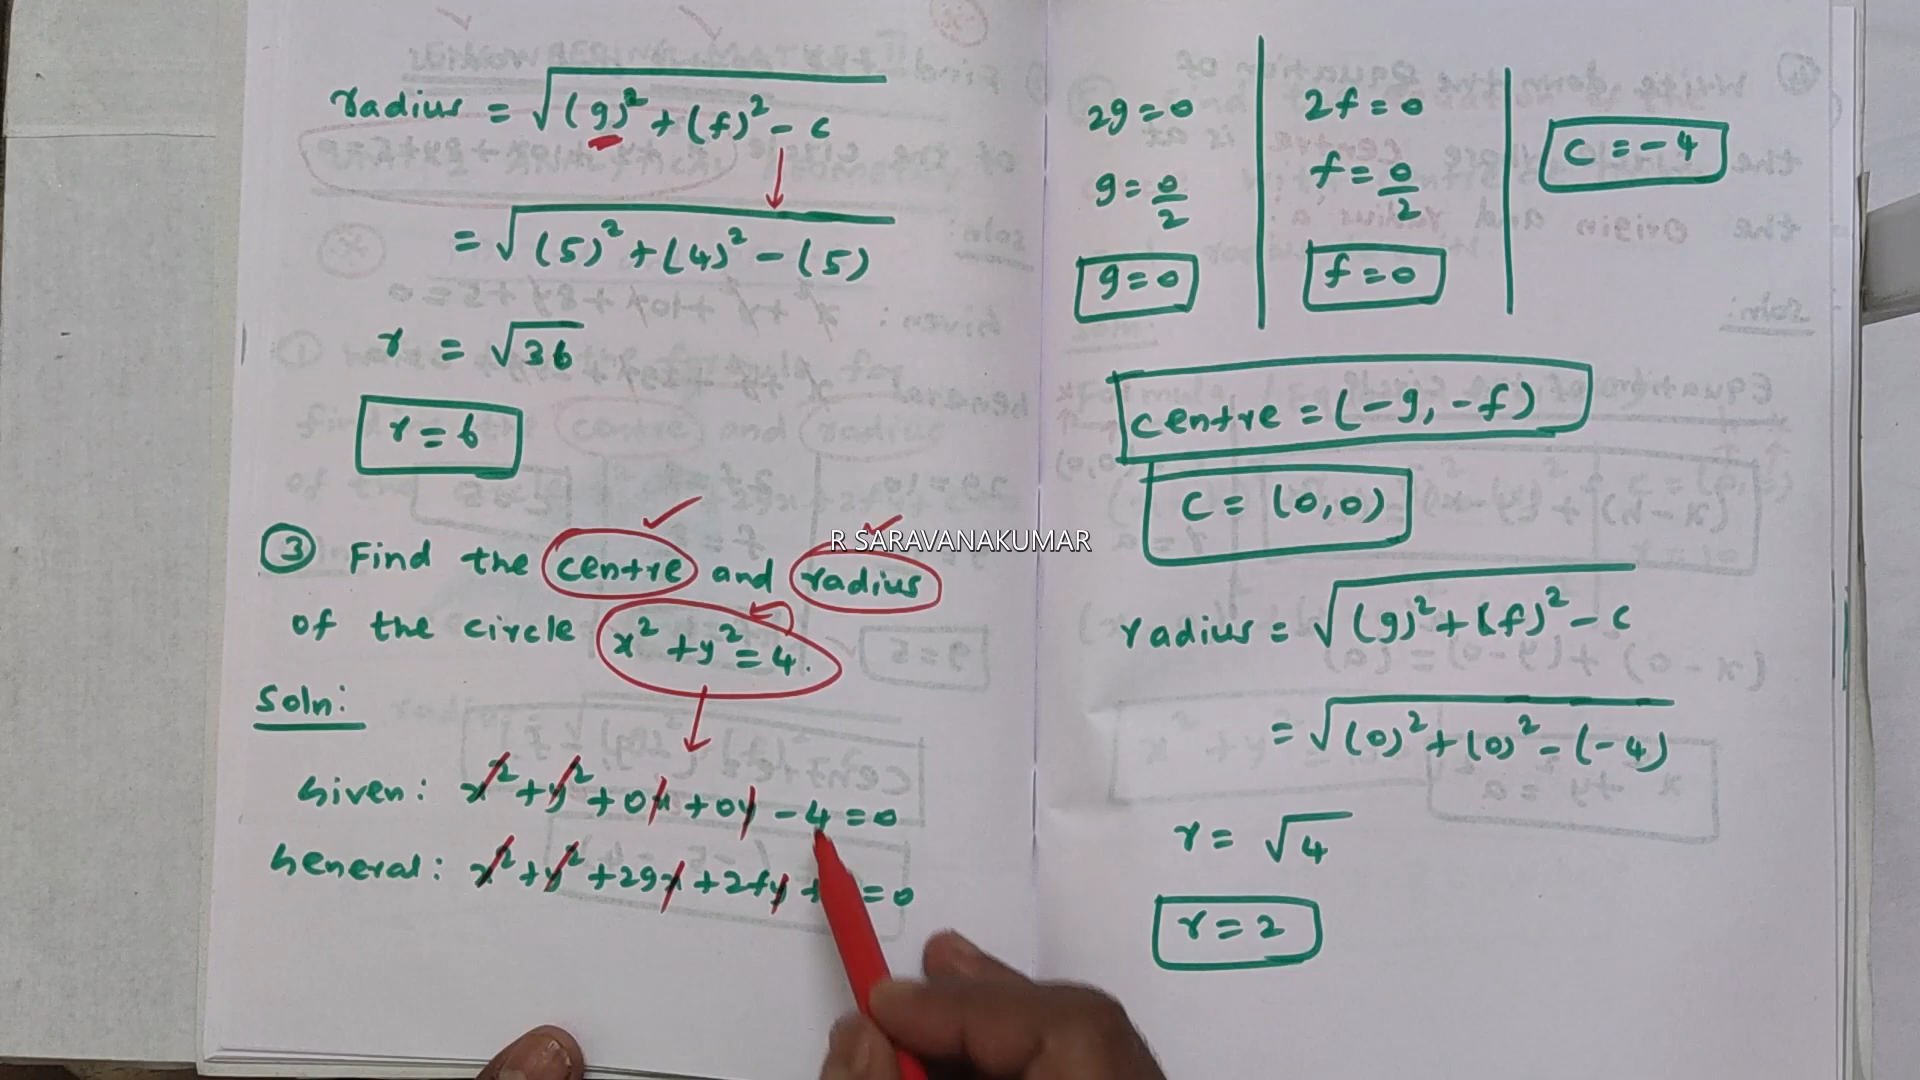 radius = √(g)² + (f)² - c
= √(5)² + (4)² - (5)
r = √36
r = 6
③ Find the centre and radius
of the circle x² + y² = 4.
Soln:
Given: x² + y² + 0x + 0y - 4 = 0
General: x² + y² + 2gx + 2fy + = 0
2g = 0
g = 0/2
g = 0
2f = 0
f = 0/2
f = 0
c = -4
centre = (-g, -f)
C = (0,0)
radius = √(g)² + (f)² - c
= √(0)² + (0)² - (-4)
r = √4
r = 2
R SARAVANAKUMAR